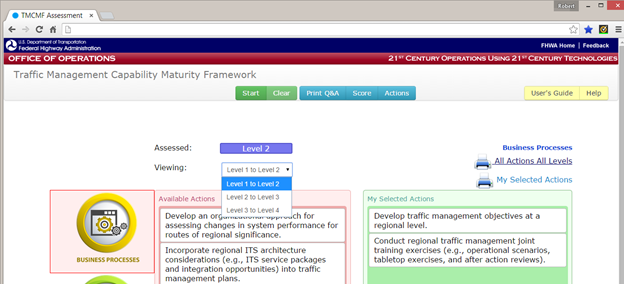 Robert
TMCMF Assessment
U.S. Department of Transportation
Federal Highway Administration
FHWA Home | Feedback
OFFICE OF OPERATIONS
21ST CENTURY OPERATIONS USING 21ST CENTURY TECHNOLOGIES
Traffic Management Capability Maturity Framework
Start Clear Print Q&A Score Actions User's Guide Help
Assessed: Level 2
Business Processes
Viewing: Level 1 to Level 2
All Actions All Levels
My Selected Actions
Level 1 to Level 2
Level 2 to Level 3
Level 3 to Level 4
BUSINESS PROCESSES
Available Actions
Develop an organizational approach for
assessing changes in system performance for
routes of regional significance.
Incorporate regional ITS architecture
considerations (e.g., ITS service packages
and integration opportunities) into traffic
management plans.
My Selected Actions
Develop traffic management objectives at a
regional level.
Conduct regional traffic management joint
training exercises (e.g., operational scenarios,
tabletop exercises, and after action reviews).